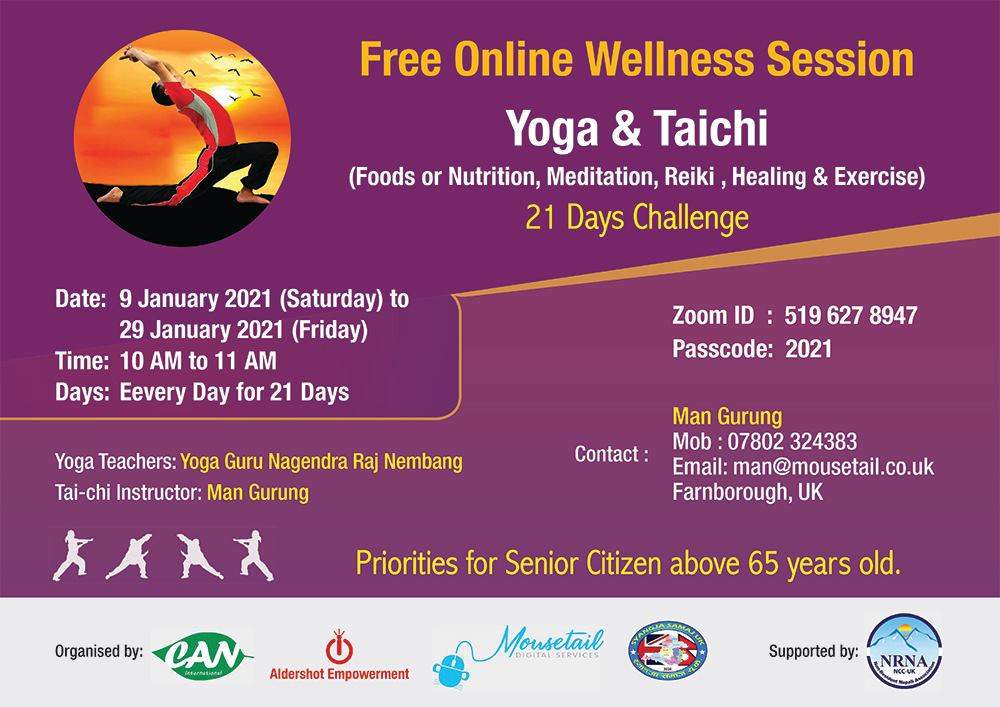 Free Online Wellness Session
Yoga & Taichi
(Foods or Nutrition, Meditation, Reiki , Healing & Exercise)
21 Days Challenge
Date: 9 January 2021 (Saturday) to
29 January 2021 (Friday)
Time: 10 AM to 11 AM
Days: Eevery Day for 21 Days
Zoom ID : 519 627 8947
Passcode: 2021
Yoga Teachers: Yoga Guru Nagendra Raj Nembang
Tai-chi Instructor: Man Gurung
Contact :
Man Gurung
Mob : 07802 324383
Email: man@mousetail.co.uk
Farnborough, UK
Priorities for Senior Citizen above 65 years old.
Organised by:
CAN
International
Aldershot Empowerment
Mousetail
DIGITAL SERVICES
SYANGJA SAMAJ UK
Supported by:
NRNA
NCC-UK
Non-Resident Nepali Association